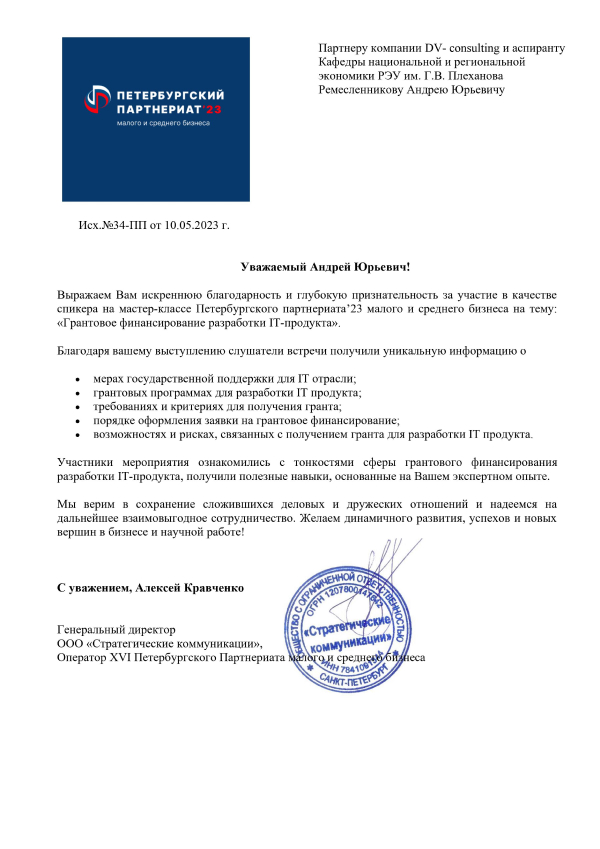 ПЕТЕРБУРГСКИЙ
ПАРТНЕРИАТ'23
малого и среднего бизнеса
Партнеру компании DV- consulting и аспиранту
Кафедры национальной и региональной
экономики РЭУ им. Г.В. Плеханова
Ремесленникову Андрею Юрьевичу
Исх.№34-ПП от 10.05.2023 г.
Уважаемый Андрей Юрьевич!
Выражаем Вам искреннюю благодарность и глубокую признательность за участие в качестве
спикера на мастер-классе Петербургского партнериата’23 малого и среднего бизнеса на тему:
«Грантовое финансирование разработки IT-продукта».
Благодаря вашему выступлению слушатели встречи получили уникальную информацию о
• мерах государственной поддержки для IT отрасли;
• грантовых программах для разработки IT продукта;
• требованиях и критериях для получения гранта;
• порядке оформления заявки на грантовое финансирование;
• возможностях и рисках, связанных с получением гранта для разработки IT продукта.
Участники мероприятия ознакомились с тонкостями сферы грантового финансирования
разработки IT-продукта, получили полезные навыки, основанные на Вашем экспертном опыте.
Мы верим в сохранение сложившихся деловых и дружеских отношений и надеемся на
дальнейшее взаимовыгодное сотрудничество. Желаем динамичного развития, успехов и новых
вершин в бизнесе и научной работе!
С уважением, Алексей Кравченко
Генеральный директор
ООО «Стратегические коммуникации»,
Оператор XVI Петербургского Партнериата малого и среднего бизнеса
ОБЩЕСТВО С ОГРАНИЧЕННОЙ ОТВЕТСТВЕННОСТЬЮ
ОГРН
«Стратегические
коммуникации»
ИНН
САНКТ-ПЕТЕРБУРГ